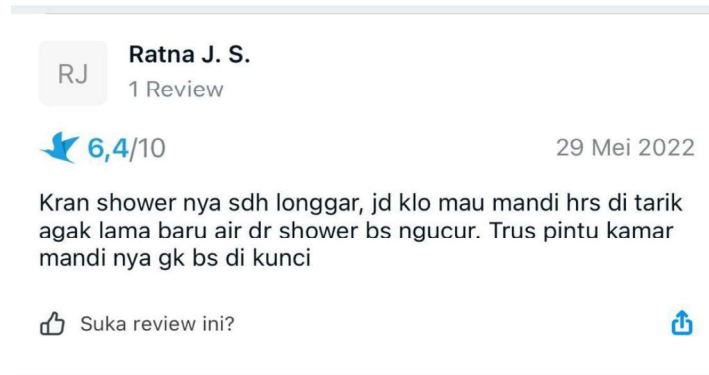 RJ
Ratna J. S.
1 Review
6,4/10
29 Mei 2022
Kran shower nya sdh longgar, jd klo mau mandi hrs di tarik
agak lama baru air dr shower bs ngucur. Trus pintu kamar
mandi nya gk bs di kunci
Suka review ini?